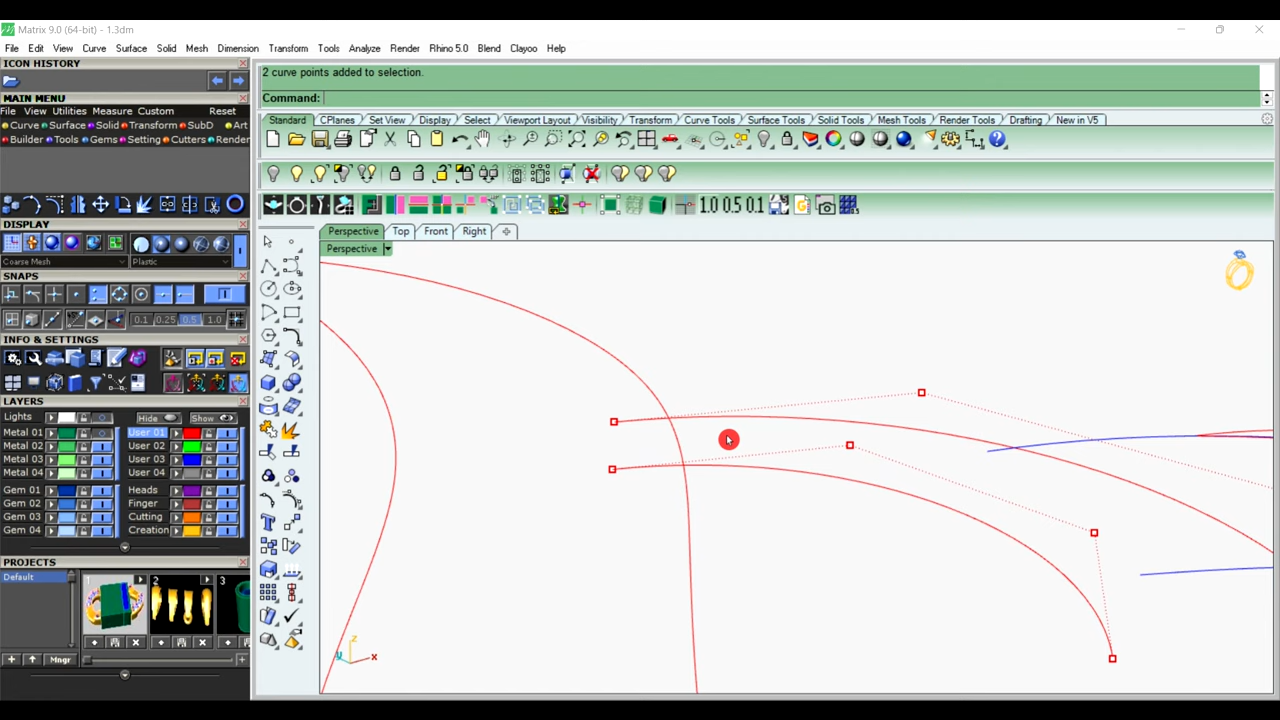 Matrix 9.0 (64-bit) - 1.3dm
File Edit View Curve Surface Solid Mesh Dimension Transform Tools Analyze Render Rhino 5.0 Blend Clayoo Help
ICON HISTORY
MAIN MENU
File View Utilities Measure Custom Reset
Curve Surface Solid Transform SubD Art
Builder Tools Gems Setting Cutters Render
DISPLAY
Coarse Mesh Plastic
SNAPS
0.1 0.25 0.5 1.0
INFO & SETTINGS
LAYERS
Lights Hide Show
Metal 01 User 01
Metal 02 User 02
Metal 03 User 03
Metal 04 User 04
Gem 01 Heads
Gem 02 Finger
Gem 03 Cutting
Gem 04 Creation
PROJECTS
Default 1 2 3
Mngr
2 curve points added to selection.
Command:
Standard CPlanes Set View Display Select Viewport Layout Visibility Transform Curve Tools Surface Tools Solid Tools Mesh Tools Render Tools Drafting New in V5
1.0 0.5 0.1
Perspective Top Front Right
Perspective
z
y x